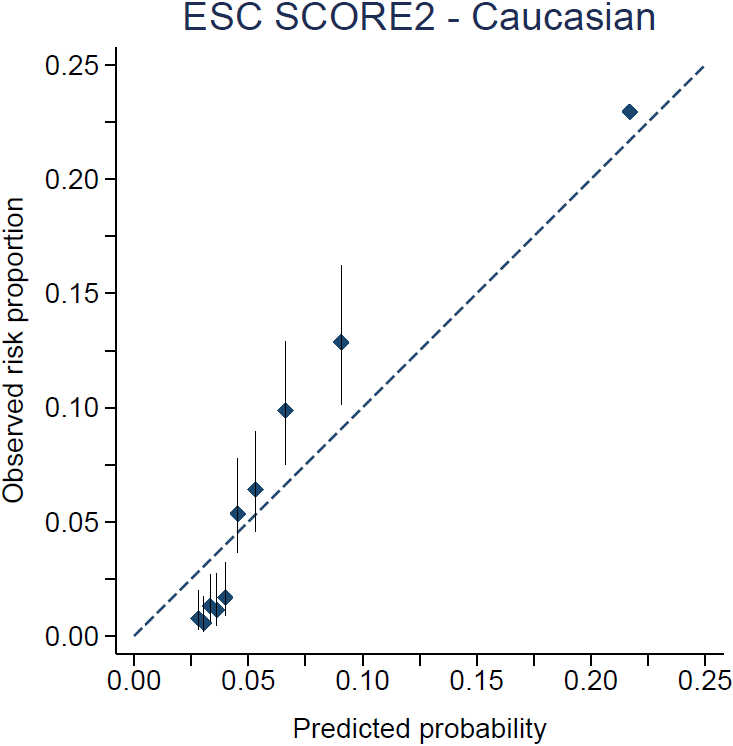 ESC SCORE2 - Caucasian
Observed risk proportion
0.25
0.20
0.15
0.10
0.05
0.00
0.00 0.05 0.10 0.15 0.20 0.25
Predicted probability